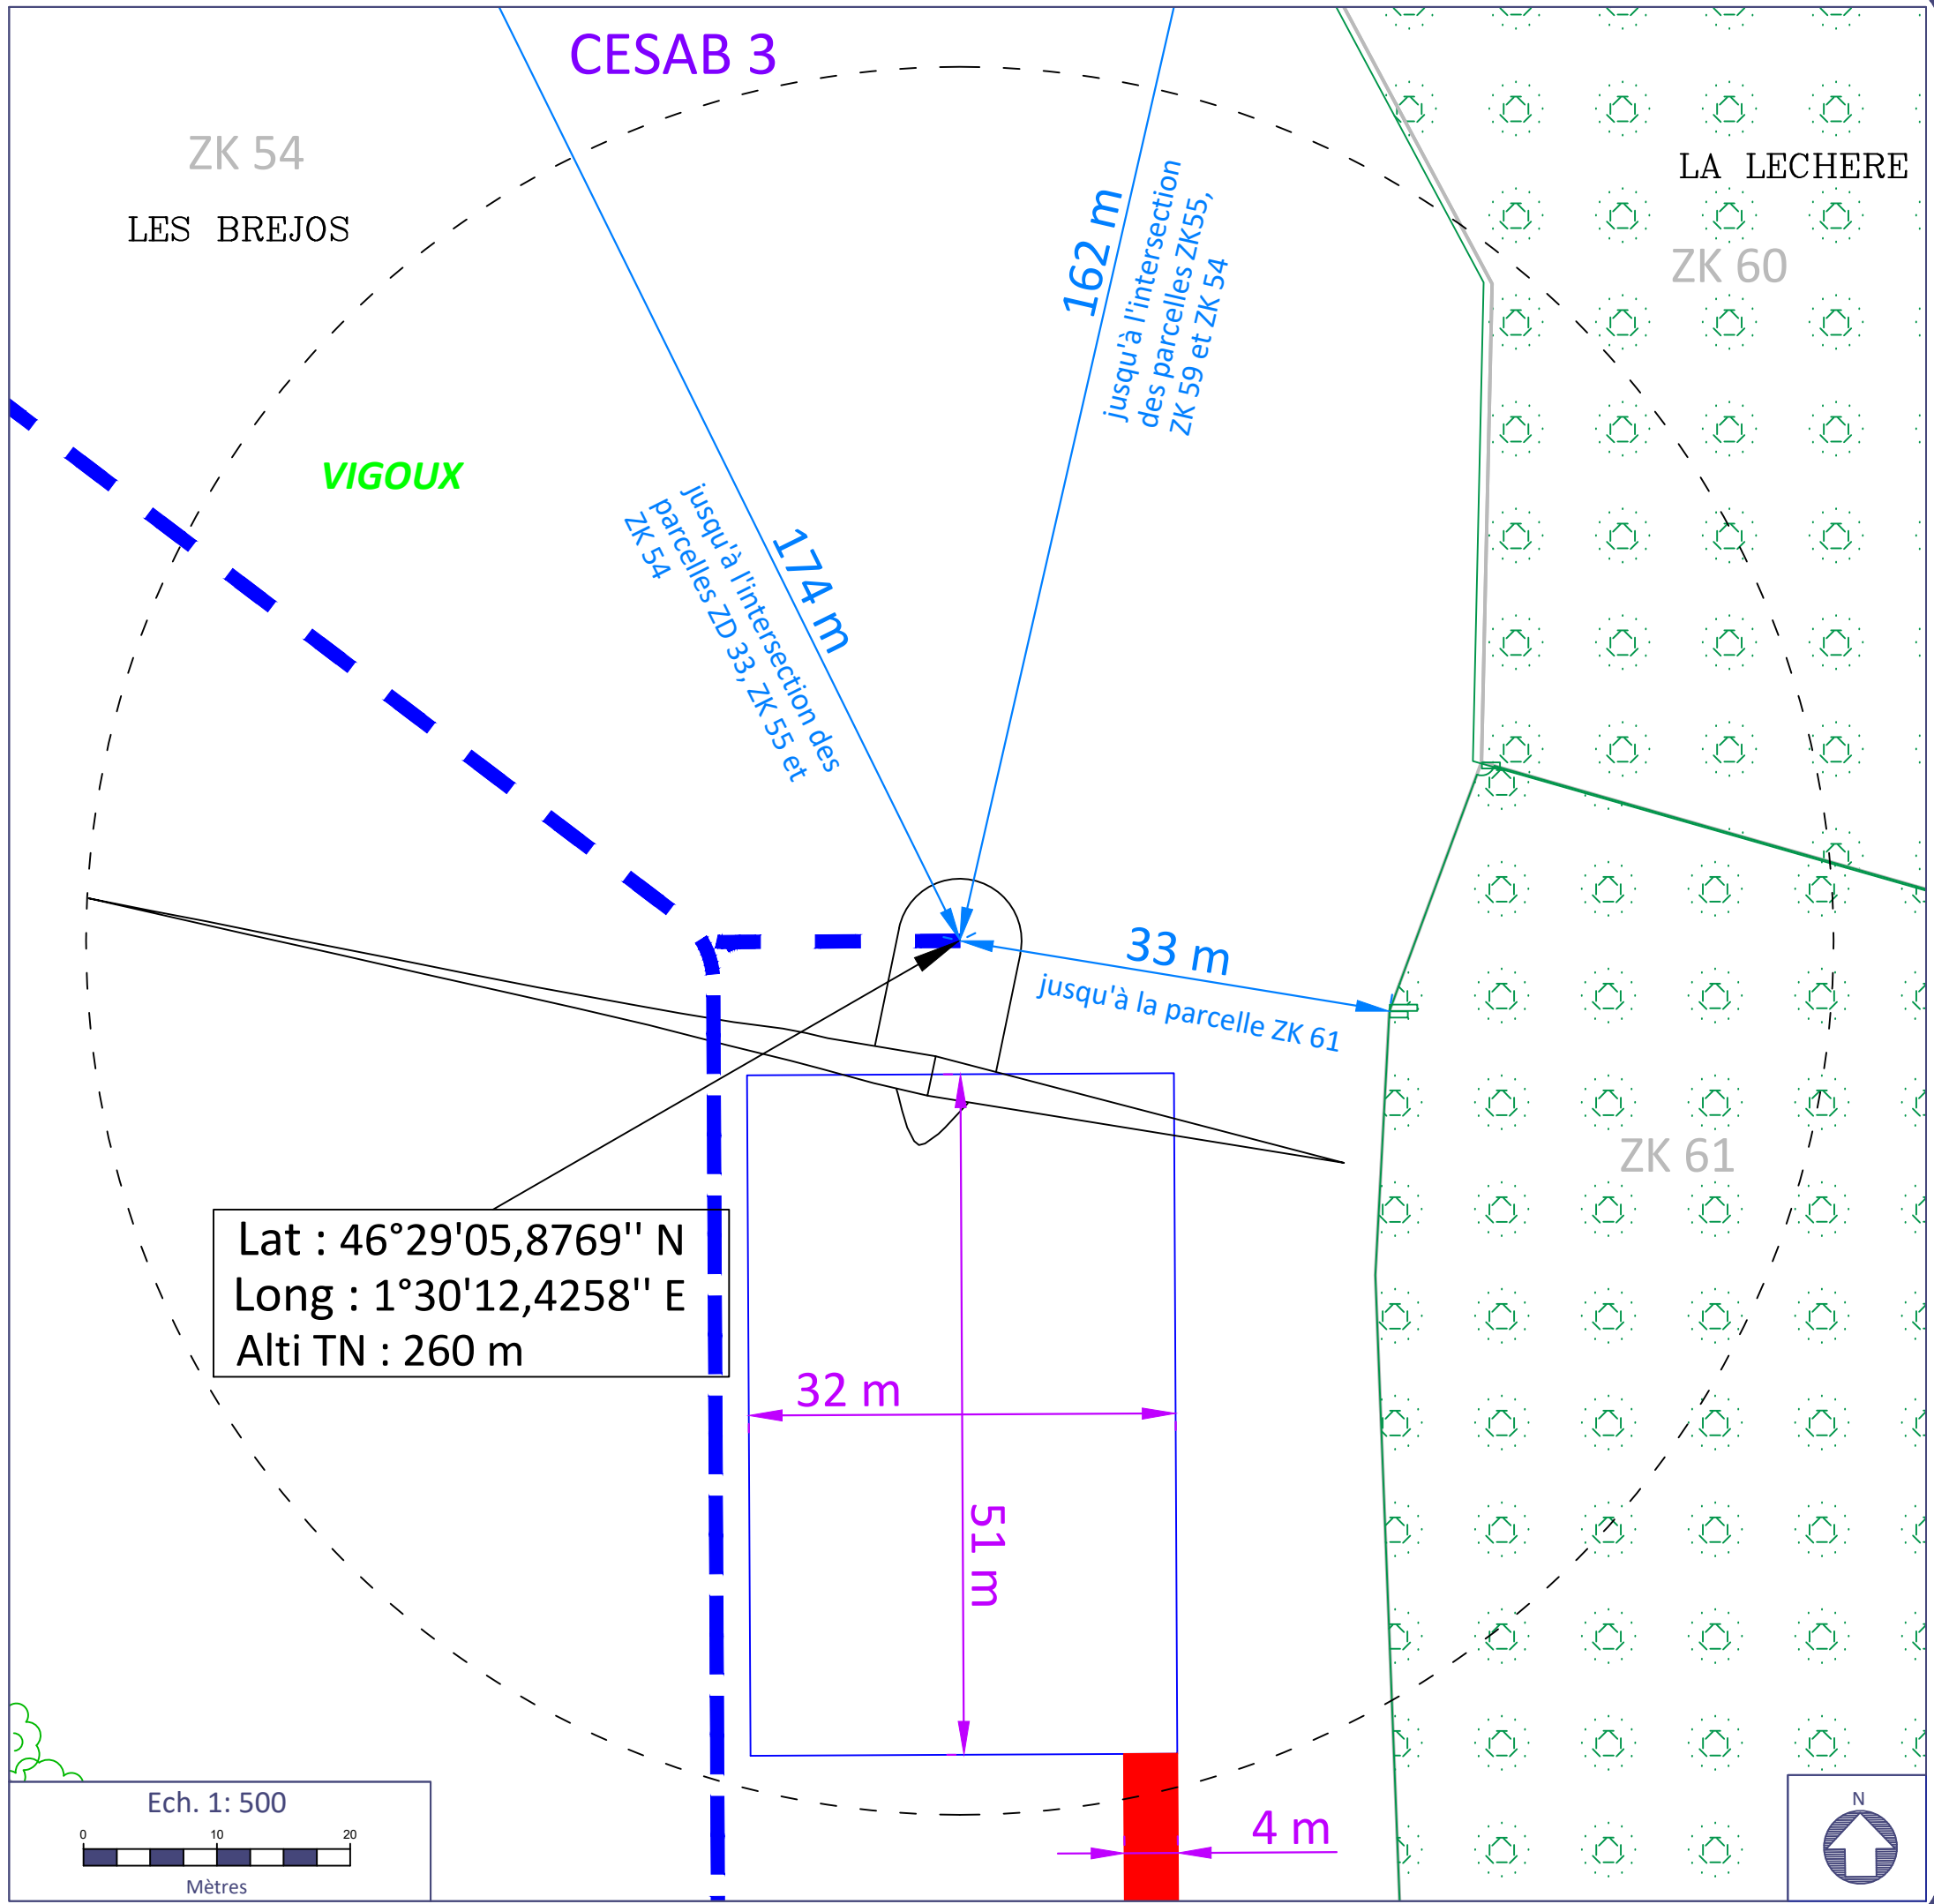 CESAB 3
ZK 54
LES BREJOS
LA LECHERE
ZK 60
162 m
jusqu'à l'intersection
des parcelles ZK55,
ZK 59 et ZK 54
VIGOUX
174 m
jusqu'à l'intersection des
parcelles ZD 33, ZK 55 et
ZK 54
33 m
jusqu'à la parcelle ZK 61
ZK 61
Lat : 46°29'05,8769'' N
Long : 1°30'12,4258'' E
Alti TN : 260 m
32 m
51 m
4 m
Ech. 1: 500
0 10 20
Mètres
N